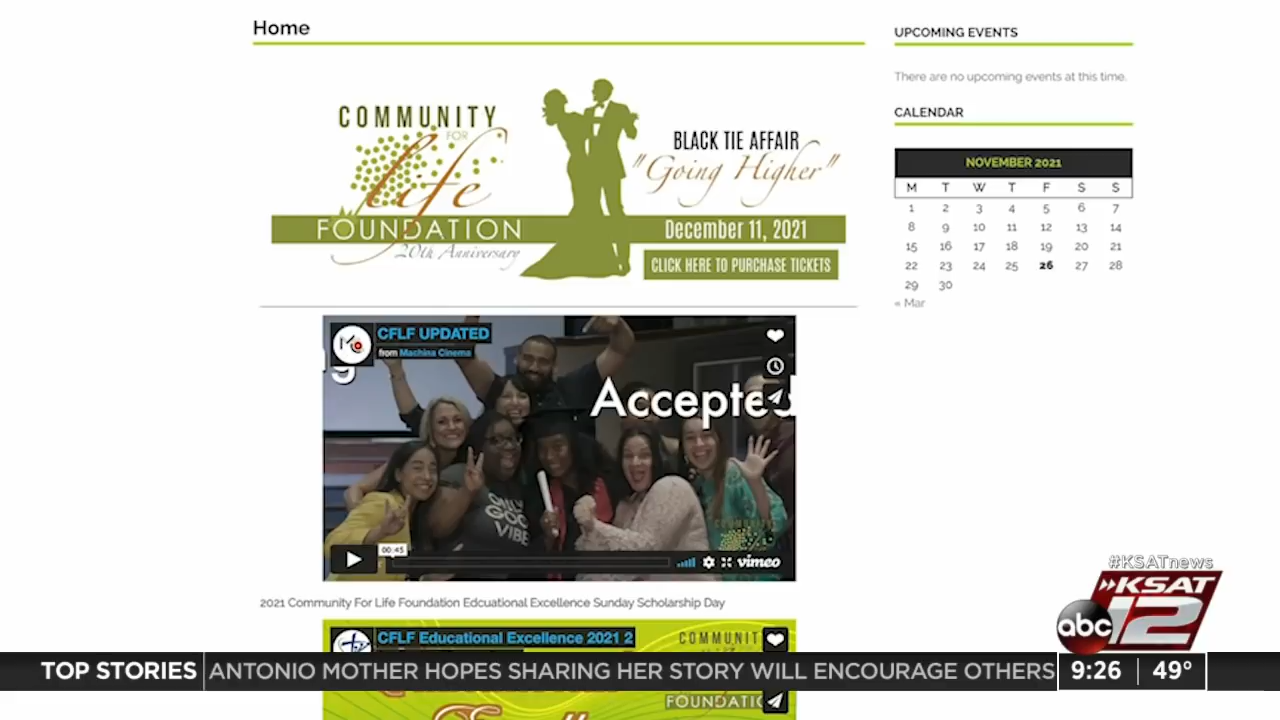 Home
COMMUNITY
FOR
life
FOUNDATION
20th Anniversary
BLACK TIE AFFAIR
"Going Higher"
December 11, 2021
CLICK HERE TO PURCHASE TICKETS
UPCOMING EVENTS
There are no upcoming events at this time.
CALENDAR
NOVEMBER 2021
M T W T F S S
1 2 3 4 5 6 7
8 9 10 11 12 13 14
15 16 17 18 19 20 21
22 23 24 25 26 27 28
29 30
« Mar
CFLF UPDATED
from Machina Cinema
g
Accepted
ONLY
GOOD
VIBE
COMMUNITY
00:45
vimeo
2021 Community For Life Foundation Edcuational Excellence Sunday Scholarship Day
CFLF Educational Excellence 2021 2
COMMUNIT
FOUNDATIO
#KSATnews
KSAT
abc 12
TOP STORIES ANTONIO MOTHER HOPES SHARING HER STORY WILL ENCOURAGE OTHERS 9:26 49°